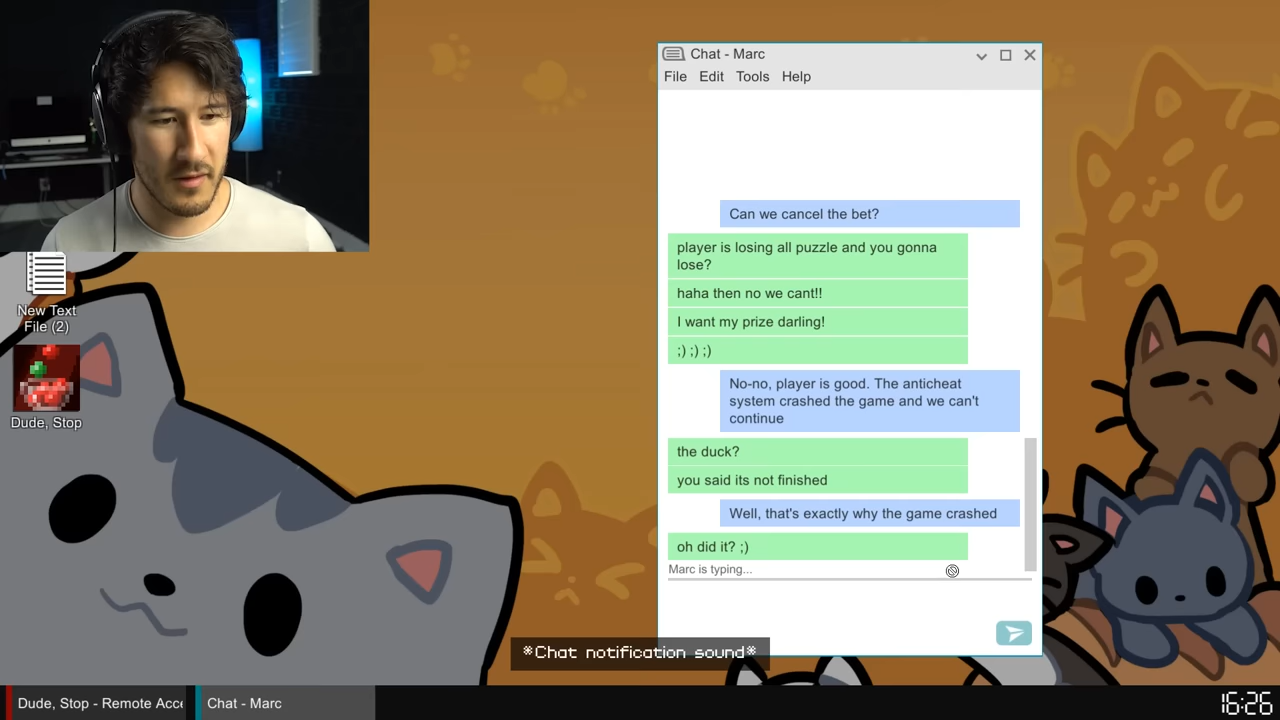 Chat - Marc
File Edit Tools Help
Can we cancel the bet?
player is losing all puzzle and you gonna
lose?
haha then no we cant!!
I want my prize darling!
;) ;) ;)
No-no, player is good. The anticheat
system crashed the game and we can't
continue
the duck?
you said its not finished
Well, that's exactly why the game crashed
oh did it? ;)
Marc is typing...
New Text
File (2)
Dude, Stop
*Chat notification sound*
Dude, Stop - Remote Acce
Chat - Marc
16:26